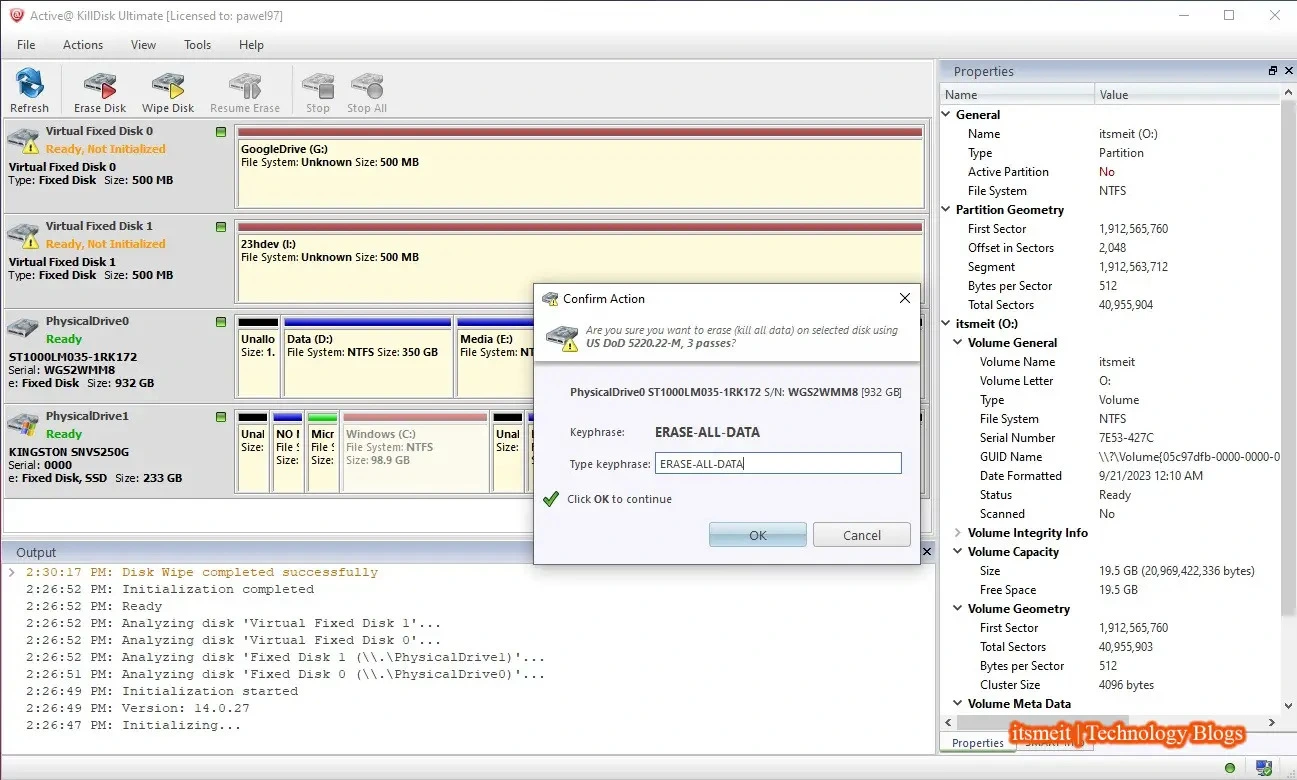 Active@ KillDisk Ultimate [Licensed to: pawel97]
File Actions View Tools Help
Refresh Erase Disk Wipe Disk Resume Erase Stop Stop All
Virtual Fixed Disk 0
Ready, Not Initialized
Virtual Fixed Disk 0
Type: Fixed Disk Size: 500 MB
GoogleDrive (G:)
File System: Unknown Size: 500 MB
Virtual Fixed Disk 1
Ready, Not Initialized
Virtual Fixed Disk 1
Type: Fixed Disk Size: 500 MB
23hdev (I:)
File System: Unknown Size: 500 MB
PhysicalDrive0
Ready
ST1000LM035-1RK172
Serial: WGS2WMM8
e: Fixed Disk Size: 932 GB
Unallo
Size: 1.
Data (D:)
File System: NTFS Size: 350 GB
Media (E:)
File System: NT
PhysicalDrive1
Ready
KINGSTON SNVS250G
Serial: 0000
e: Fixed Disk, SSD Size: 233 GB
Unal
Size:
NO
File
Size:
Micr
File S
Size:
Windows (C:)
File System: NTFS
Size: 98.9 GB
Unal
Size:
Confirm Action
Are you sure you want to erase (kill all data) on selected disk using
US DoD 5220.22-M, 3 passes?
PhysicalDrive0 ST1000LM035-1RK172 S/N: WGS2WMM8 [932 GB]
Keyphrase: ERASE-ALL-DATA
Type keyphrase: ERASE-ALL-DATA
Click OK to continue
OK Cancel
Output
2:30:17 PM: Disk Wipe completed successfully
2:26:52 PM: Initialization completed
2:26:52 PM: Ready
2:26:52 PM: Analyzing disk 'Virtual Fixed Disk 1'...
2:26:52 PM: Analyzing disk 'Virtual Fixed Disk 0'...
2:26:52 PM: Analyzing disk 'Fixed Disk 1 (\\.\PhysicalDrive1)'...
2:26:51 PM: Analyzing disk 'Fixed Disk 0 (\\.\PhysicalDrive0)'...
2:26:49 PM: Initialization started
2:26:49 PM: Version: 14.0.27
2:26:47 PM: Initializing...
Properties
Name Value
General
Name itsmeit (O:)
Type Partition
Active Partition No
File System NTFS
Partition Geometry
First Sector 1,912,565,760
Offset in Sectors 2,048
Segment 1,912,563,712
Bytes per Sector 512
Total Sectors 40,955,904
itsmeit (O:)
Volume General
Volume Name itsmeit
Volume Letter O:
Type Volume
File System NTFS
Serial Number 7E53-427C
GUID Name \\?\Volume{05c97dfb-0000-0000-0
Date Formatted 9/21/2023 12:10 AM
Status Ready
Scanned No
Volume Integrity Info
Volume Capacity
Size 19.5 GB (20,969,422,336 bytes)
Free Space 19.5 GB
Volume Geometry
First Sector 1,912,565,760
Total Sectors 40,955,903
Bytes per Sector 512
Cluster Size 4096 bytes
Volume Meta Data
Properties
itsmeit | Technology Blogs